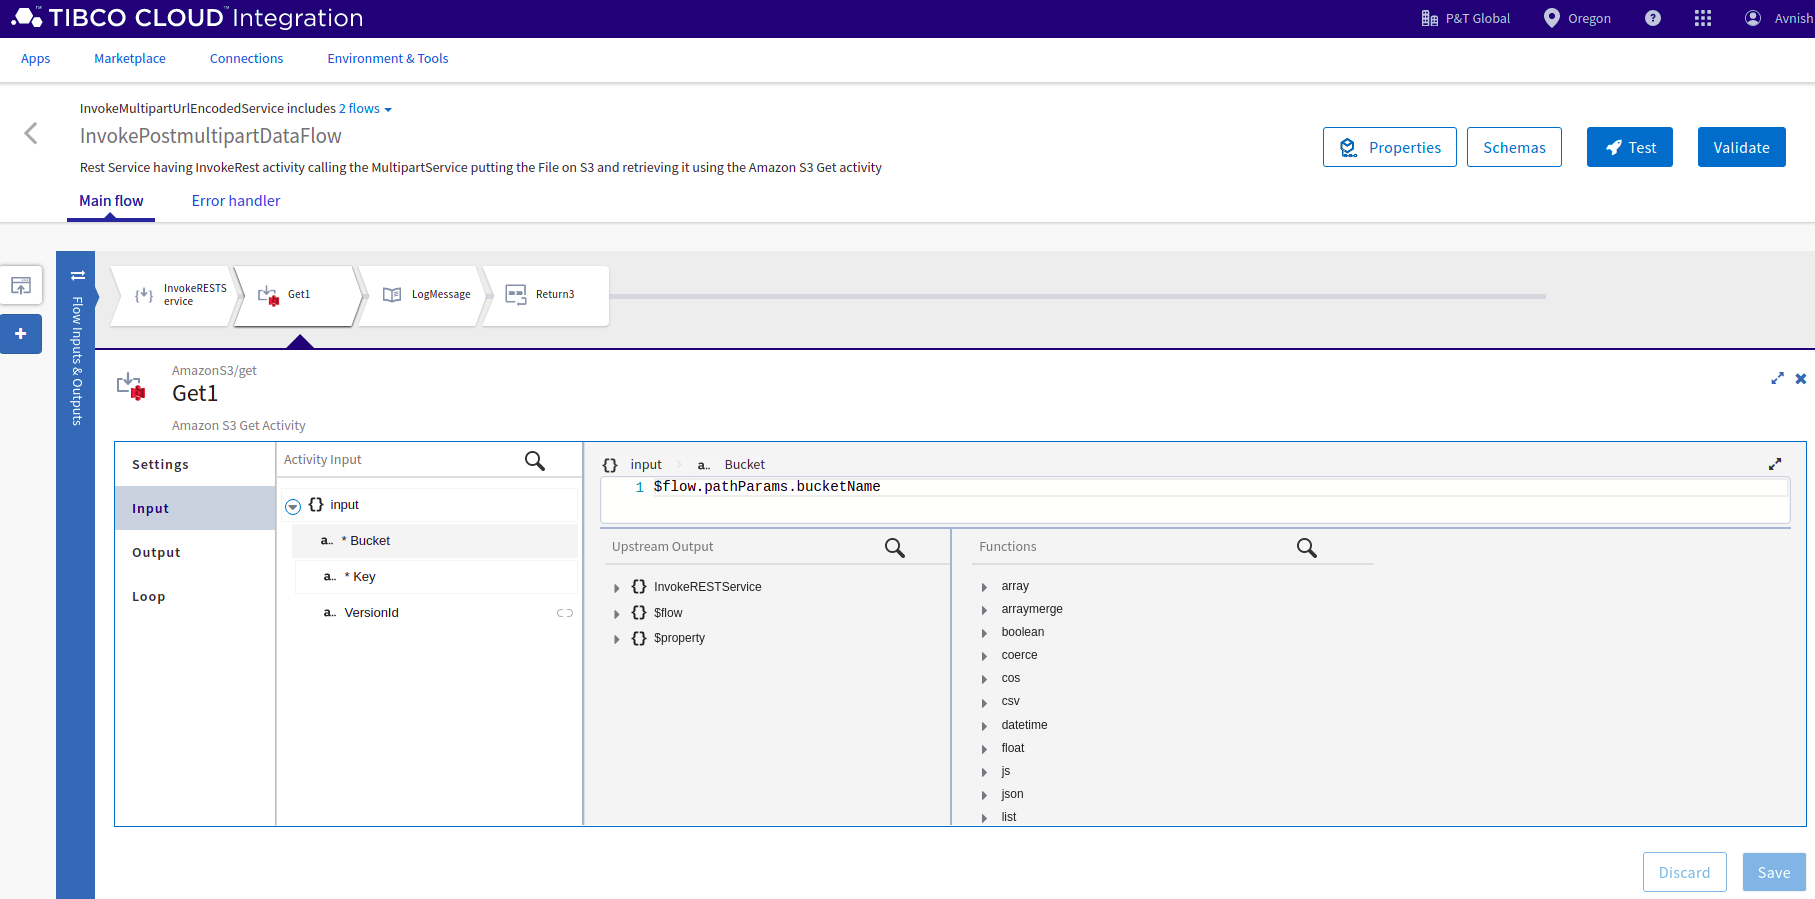 TIBCO CLOUD™ Integration
P&T Global
Oregon
?
Avnish
Apps
Marketplace
Connections
Environment & Tools
InvokeMultipartUrlEncodedService includes 2 flows
InvokePostmultipartDataFlow
Rest Service having InvokeRest activity calling the MultipartService putting the File on S3 and retrieving it using the Amazon S3 Get activity
Properties
Schemas
Test
Validate
Main flow
Error handler
Flow Inputs & Outputs
InvokeRESTS
ervice
Get1
LogMessage
Return3
AmazonS3/get
Get1
Amazon S3 Get Activity
Settings
Input
Output
Loop
Activity Input
{} input
a.. * Bucket
a.. * Key
a.. VersionId
{} input > a.. Bucket
1 $flow.pathParams.bucketName
Upstream Output
{} InvokeRESTService
{} $flow
{} $property
Functions
array
arraymerge
boolean
coerce
cos
csv
datetime
float
js
json
list
Discard
Save